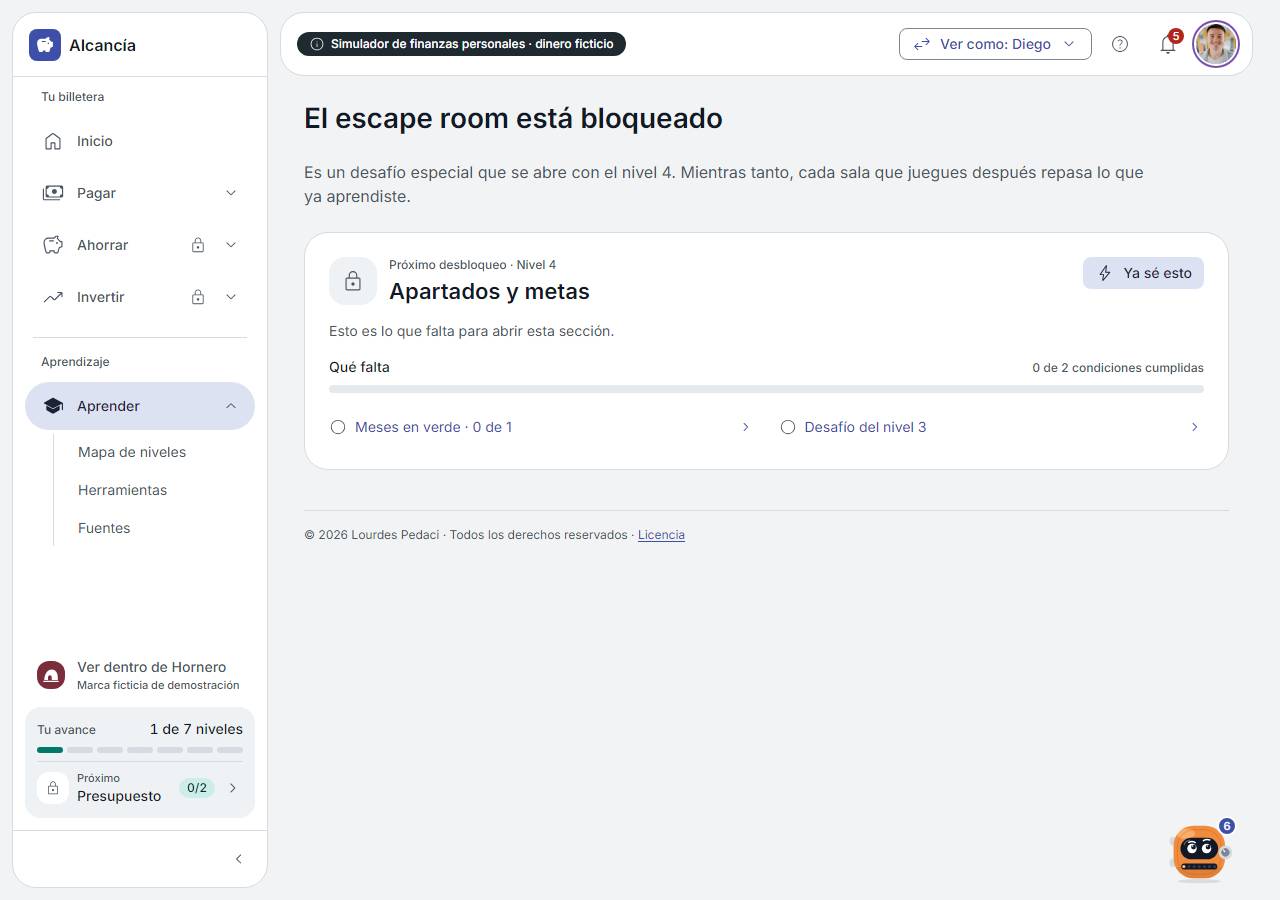 Alcancía
Simulador de finanzas personales · dinero ficticio
Ver como: Diego
5
Tu billetera
Inicio
Pagar
Ahorrar
Invertir
Aprendizaje
Aprender
Mapa de niveles
Herramientas
Fuentes
Ver dentro de Hornero
Marca ficticia de demostración
Tu avance
1 de 7 niveles
Próximo
Presupuesto
0/2
El escape room está bloqueado
Es un desafío especial que se abre con el nivel 4. Mientras tanto, cada sala que juegues después repasa lo que
ya aprendiste.
Próximo desbloqueo · Nivel 4
Apartados y metas
Ya sé esto
Esto es lo que falta para abrir esta sección.
Qué falta
0 de 2 condiciones cumplidas
Meses en verde · 0 de 1
Desafío del nivel 3
© 2026 Lourdes Pedaci · Todos los derechos reservados · Licencia
6